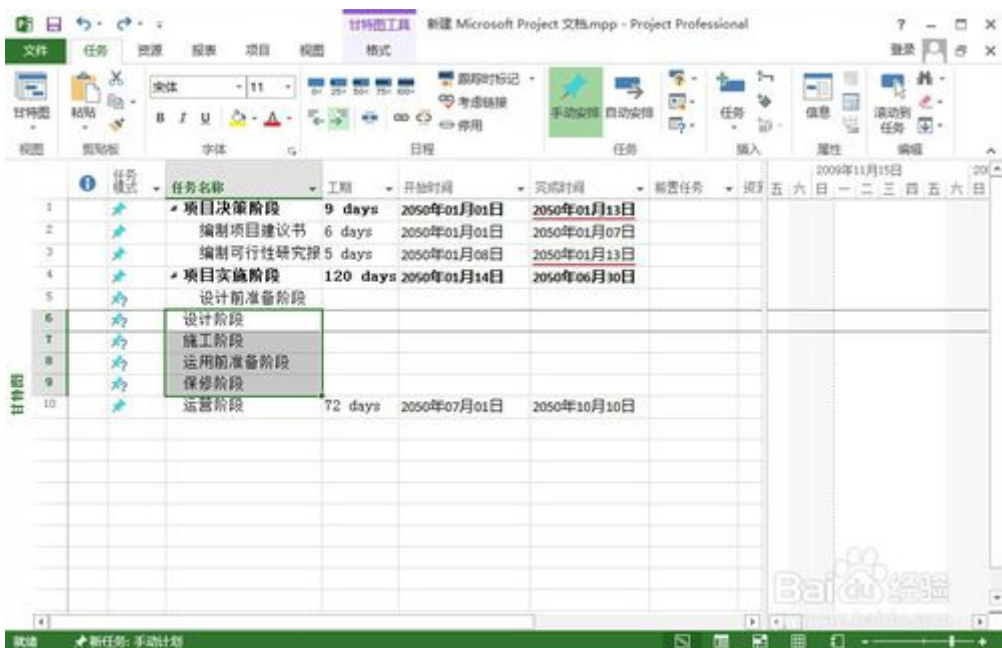 甘特图工具 新建 Microsoft Project 文档.mpp - Project Professional ?
文件 任务 资源 报表 项目 视图 格式 登录
甘特图 粘贴 宋体 11 B I U 0% 25% 50% 75% 100% 跟踪时标记 考虑链接 停用 手动安排 自动安排 任务 信息 滚动到任务
视图 剪贴板 字体 日程 任务 插入 属性 编辑
2009年11月15日 20
任务模式 任务名称 工期 开始时间 完成时间 前置任务 五 六 日 一 二 三 四 五 六 日
1 项目决策阶段 9 days 2050年01月01日 2050年01月13日
2 编制项目建议书 6 days 2050年01月01日 2050年01月07日
3 编制可行性研究报 5 days 2050年01月08日 2050年01月13日
4 项目实施阶段 120 days 2050年01月14日 2050年06月30日
5 设计前准备阶段
6 设计阶段
7 施工阶段
8 运用前准备阶段
9 保修阶段
10 运营阶段 72 days 2050年07月01日 2050年10月10日
甘特图
Baidu经验
就绪 新任务: 手动计划